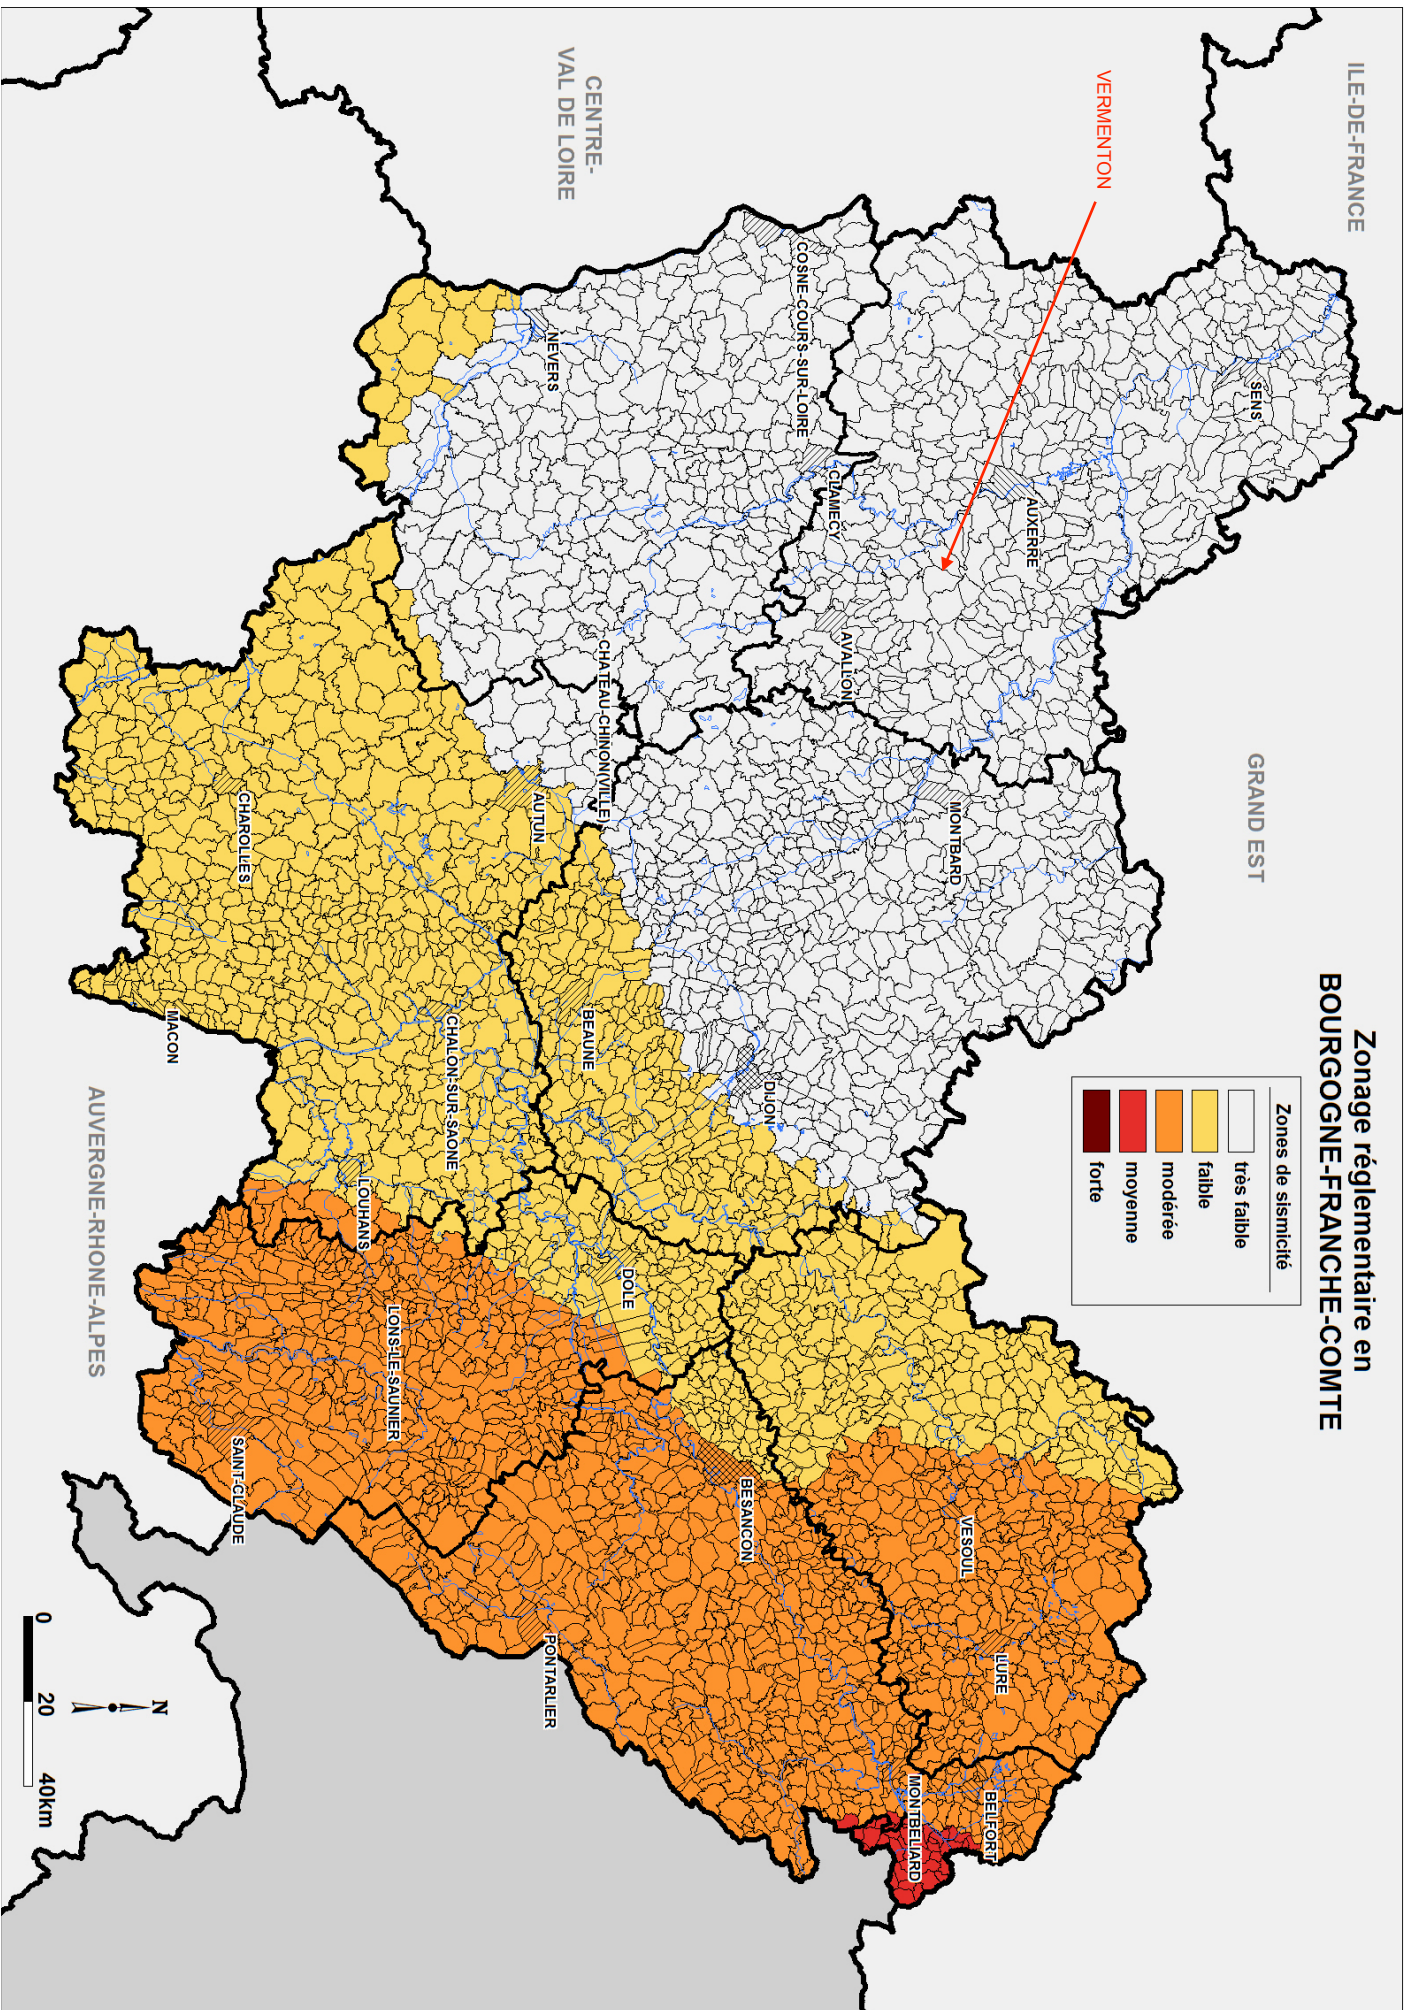 Zonage réglementaire en
BOURGOGNE-FRANCHE-COMTE
Zones de sismicité
très faible
faible
modérée
moyenne
forte
ILE-DE-FRANCE
GRAND EST
CENTRE-
VAL DE LOIRE
AUVERGNE-RHONE-ALPES
VERMENTON
SENS
AUXERRE
MONTBARD
AVALON
CLAMECY
COSNE-COURS-SUR-LOIRE
NEVERS
CHATEAU-CHINON(VILLE)
AUTUN
DIJON
BEAUNE
CHAROLLES
MACON
CHALON-SUR-SAONE
LOUHANS
DOLE
LONS-LE-SAUNIER
SAINT-CLAUDE
BESANCON
PONTARLIER
VESOUL
LURE
BELFORT
MONTBELIARD
N
0 20 40km